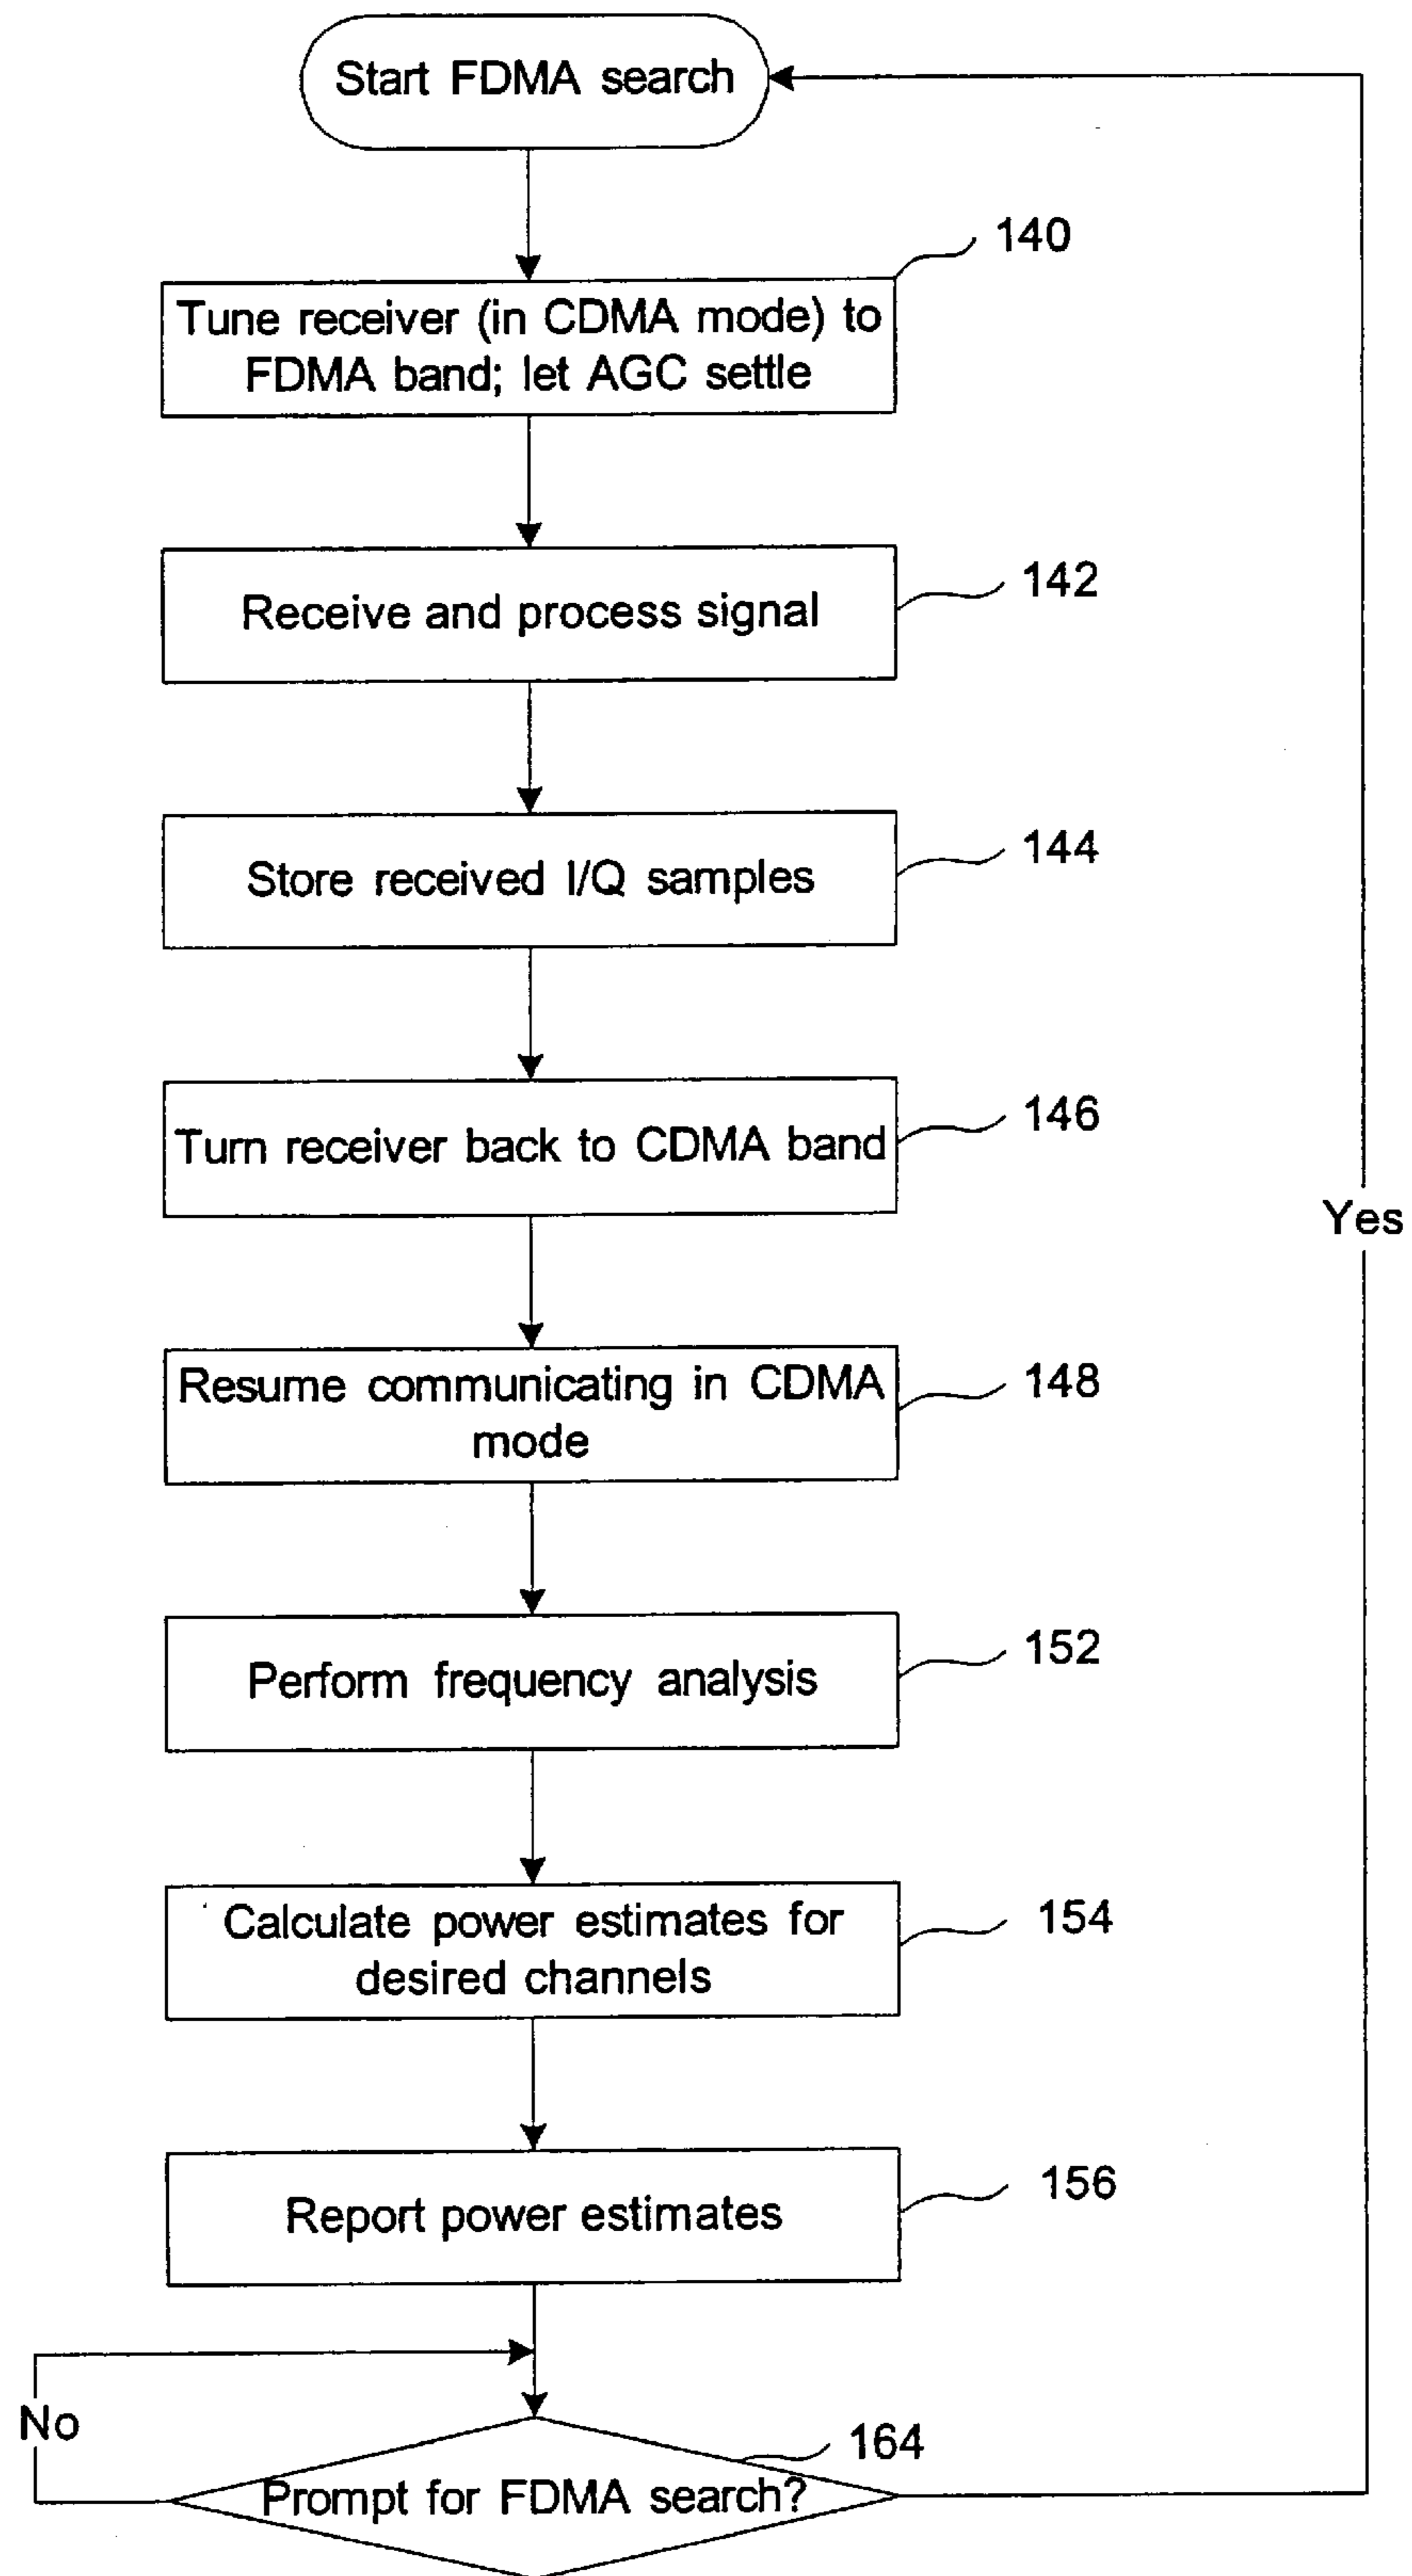 Start FDMA search
140
Tune receiver (in CDMA mode) to
FDMA band; let AGC settle
142
Receive and process signal
144
Store received I/Q samples
146
Turn receiver back to CDMA band
Yes
148
Resume communicating in CDMA
mode
152
Perform frequency analysis
154
Calculate power estimates for
desired channels
156
Report power estimates
No
164
Prompt for FDMA search?